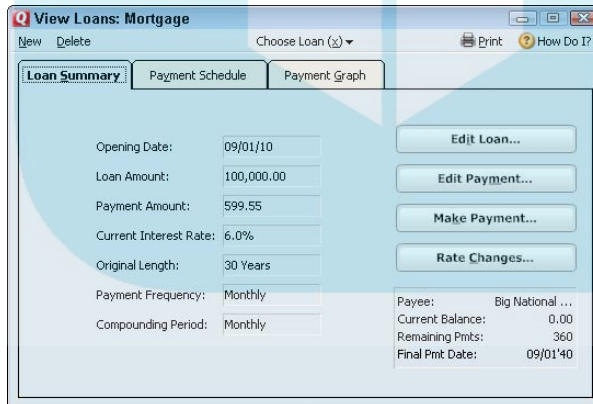 View Loans: Mortgage
New Delete Choose Loan (x) Print How Do I?
Loan Summary Payment Schedule Payment Graph
Opening Date: 09/01/10
Loan Amount: 100,000.00
Payment Amount: 599.55
Current Interest Rate: 6.0%
Original Length: 30 Years
Payment Frequency: Monthly
Compounding Period: Monthly
Edit Loan...
Edit Payment...
Make Payment...
Rate Changes...
Payee: Big National ...
Current Balance: 0.00
Remaining Pmts: 360
Final Pmt Date: 09/01'40